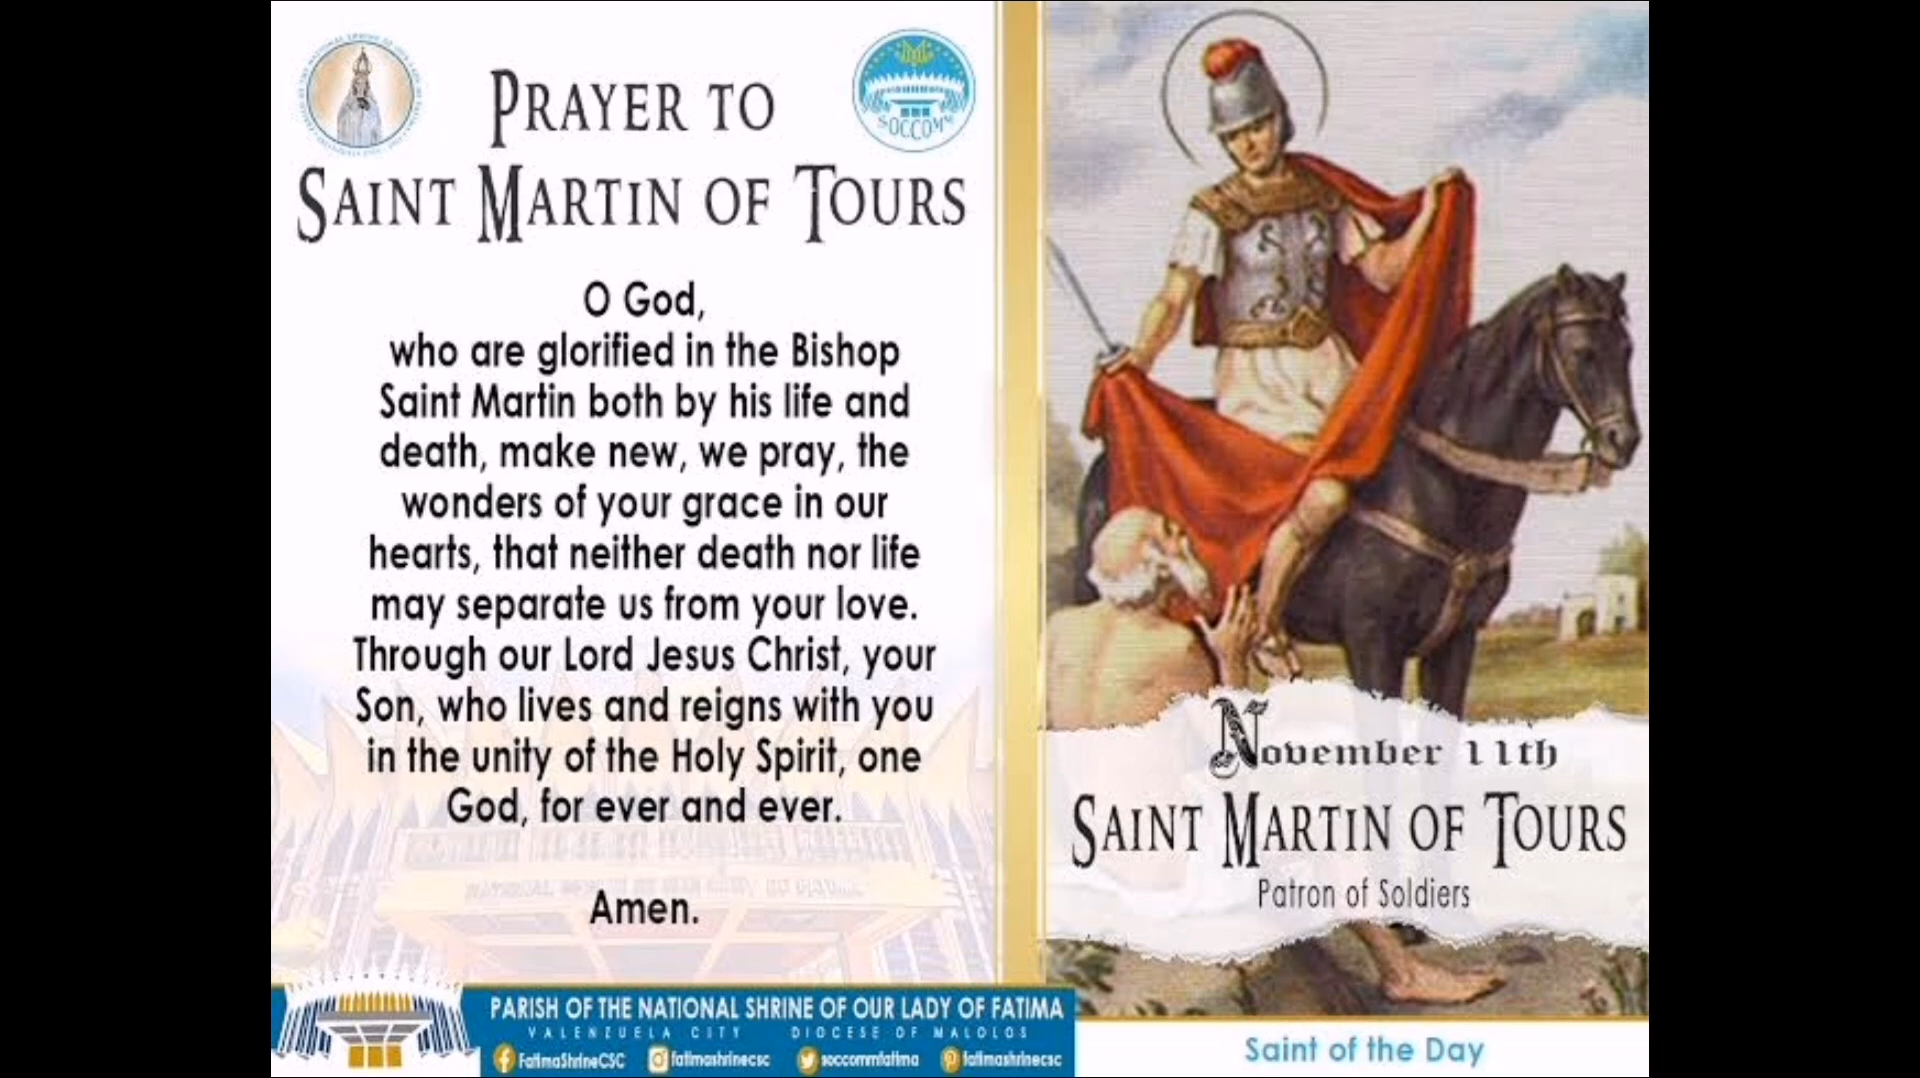 PRAYER TO
SAINT MARTIN OF TOURS
SOCCOM
O God,
who are glorified in the Bishop
Saint Martin both by his life and
death, make new, we pray, the
wonders of your grace in our
hearts, that neither death nor life
may separate us from your love.
Through our Lord Jesus Christ, your
Son, who lives and reigns with you
in the unity of the Holy Spirit, one
God, for ever and ever.
Amen.
PARISH OF THE NATIONAL SHRINE OF OUR LADY OF FATIMA
VALENZUELA CITY DIOCESE OF MALOLOS
FatimaShrineCSC fatimashrinecsc soccommfatima fatimashrinecsc
November 11th
SAINT MARTIN OF TOURS
Patron of Soldiers
Saint of the Day